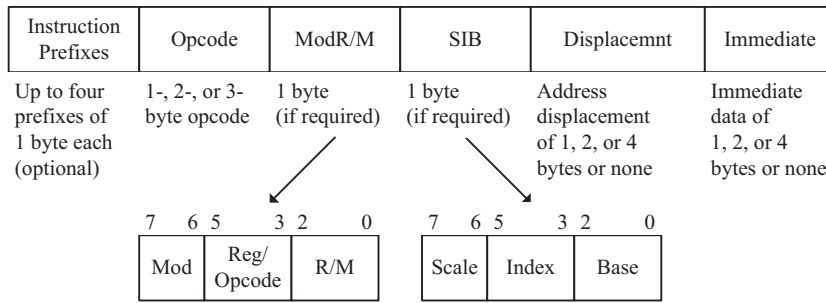 Instruction
Prefixes
Opcode
ModR/M
SIB
Displacemnt
Immediate
Up to four
prefixes of
1 byte each
(optional)
1-, 2-, or 3-
byte opcode
1 byte
(if required)
1 byte
(if required)
Address
displacement
of 1, 2, or 4
bytes or none
Immediate
data of
1, 2, or 4
bytes or none
7 6 5 3 2 0
Mod
Reg/
Opcode
R/M
7 6 5 3 2 0
Scale
Index
Base